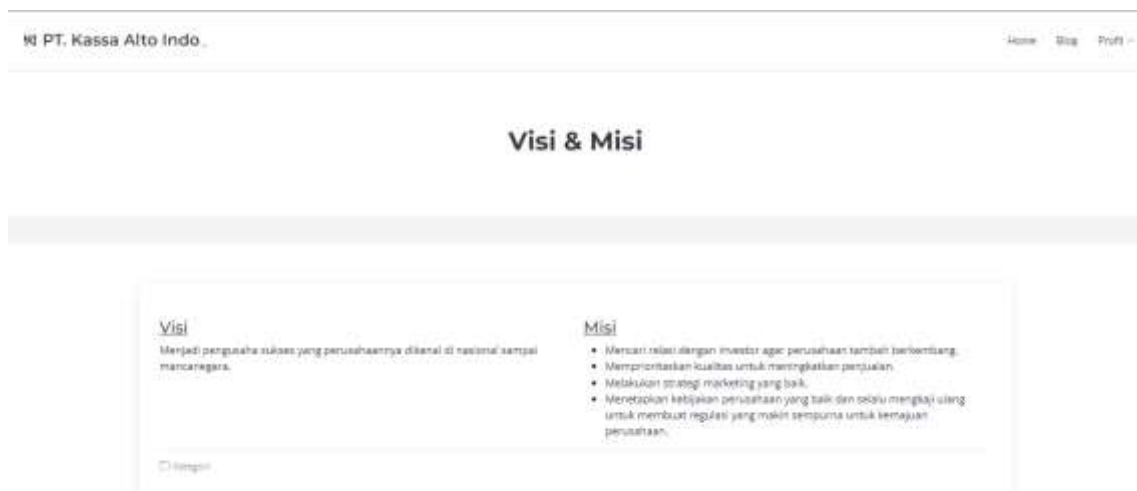 PT. Kassa Alto Indo
Home Blog Profil
Visi & Misi
Visi
Menjadi pengusaha sukses yang perusahaannya dikenal di nasional sampai
mancanegara.
Misi
• Mencari relasi dengan investor agar perusahaan tambah berkembang.
• Memprioritaskan kualitas untuk meningkatkan penjualan.
• Melakukan strategi marketing yang baik.
• Menetapkan kebijakan perusahaan yang baik dan selalu mengkaji ulang
untuk membuat regulasi yang makin sempurna untuk kemajuan
perusahaan.